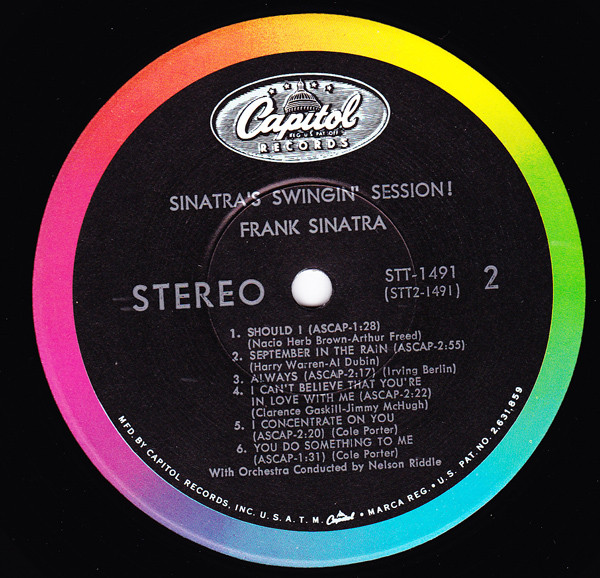 Capitol
REG. U.S. PAT. OFF.
RECORDS
SINATRA'S SWINGIN' SESSION!
FRANK SINATRA
STEREO
STT-1491
(STT2-1491)
2
1. SHOULD I (ASCAP-1:28)
(Nacio Herb Brown-Arthur Freed)
2. SEPTEMBER IN THE RAIN (ASCAP-2:55)
(Harry Warren-Al Dubin)
3. ALWAYS (ASCAP-2:17) (Irving Berlin)
4. I CAN'T BELIEVE THAT YOU'RE
IN LOVE WITH ME (ASCAP-2:22)
(Clarence Gaskill-Jimmy McHugh)
5. I CONCENTRATE ON YOU
(ASCAP-2:20) (Cole Porter)
6. YOU DO SOMETHING TO ME
(ASCAP-1:31) (Cole Porter)
With Orchestra Conducted by Nelson Riddle
MFD. BY CAPITOL RECORDS, INC. U. S. A. T. M. Capitol • MARCA REG. • U. S. PAT. NO. 2,631,859